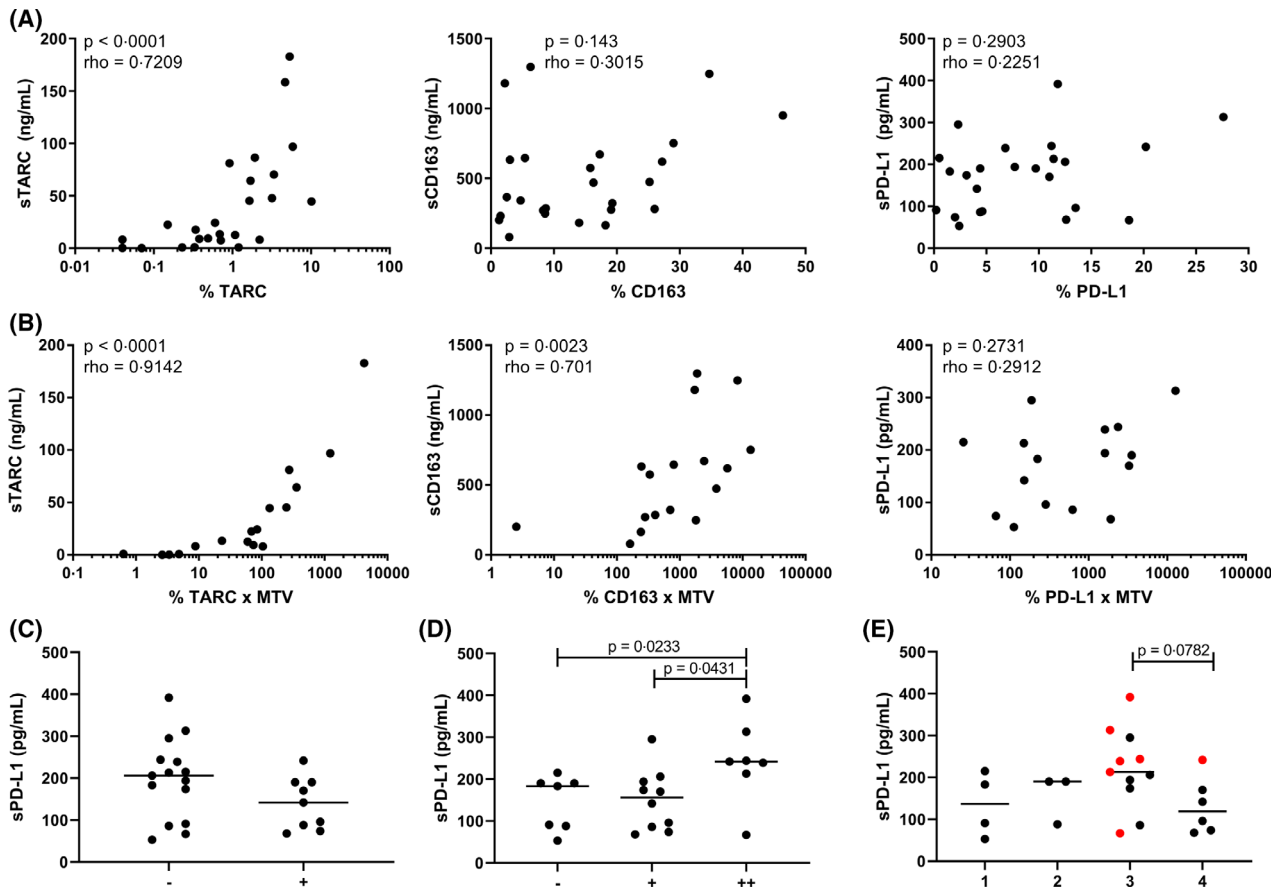 (A)
p < 0·0001
rho = 0·7209
sTARC (ng/mL)
200
150
100
50
0
0·01 0·1 1 10 100
% TARC
p = 0·143
rho = 0·3015
sCD163 (ng/mL)
1500
1000
500
0
0 10 20 30 40 50
% CD163
p = 0·2903
rho = 0·2251
sPD-L1 (pg/mL)
500
400
300
200
100
0
0 5 10 15 20 25 30
% PD-L1
(B)
p < 0·0001
rho = 0·9142
sTARC (ng/mL)
200
150
100
50
0
0·1 1 10 100 1000 10000
% TARC x MTV
p = 0·0023
rho = 0·701
sCD163 (ng/mL)
1500
1000
500
0
1 10 100 1000 10000 100000
% CD163 x MTV
p = 0·2731
rho = 0·2912
sPD-L1 (pg/mL)
400
300
200
100
0
10 100 1000 10000 100000
% PD-L1 x MTV
(C)
sPD-L1 (pg/mL)
500
400
300
200
100
0
- +
(D)
p = 0·0233
p = 0·0431
sPD-L1 (pg/mL)
500
400
300
200
100
0
- + ++
(E)
p = 0·0782
sPD-L1 (pg/mL)
500
400
300
200
100
0
1 2 3 4